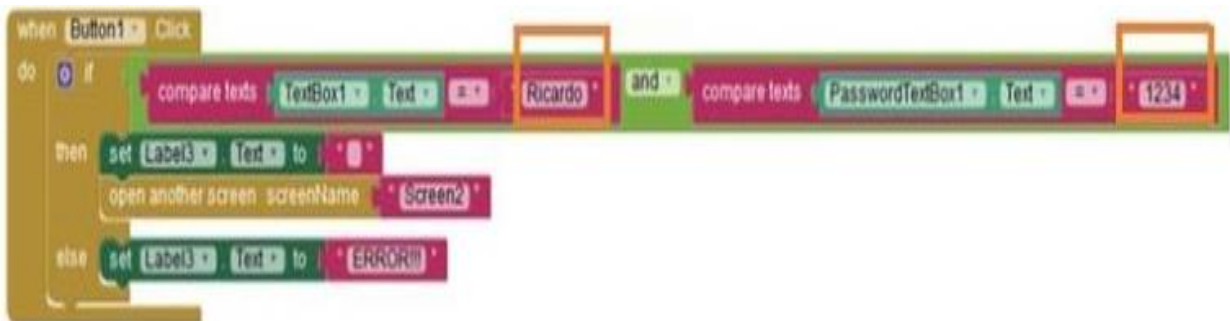 when Button1 .Click
do if compare texts TextBox1 . Text = " Ricardo " and compare texts PasswordTextBox1 . Text = " 1234 "
then set Label3 . Text to " "
open another screen screenName " Screen2 "
else set Label3 . Text to " ERROR!!! "